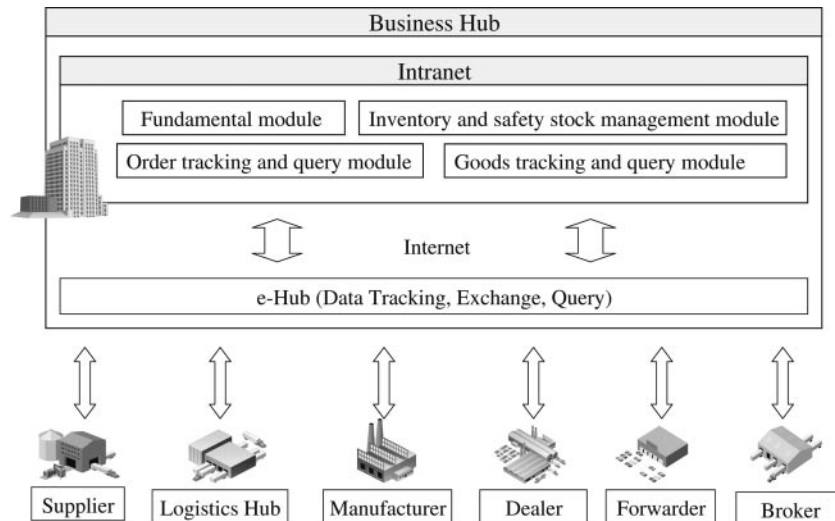 Business Hub
Intranet
Fundamental module
Inventory and safety stock management module
Order tracking and query module
Goods tracking and query module
Internet
e-Hub (Data Tracking, Exchange, Query)
Supplier
Logistics Hub
Manufacturer
Dealer
Forwarder
Broker